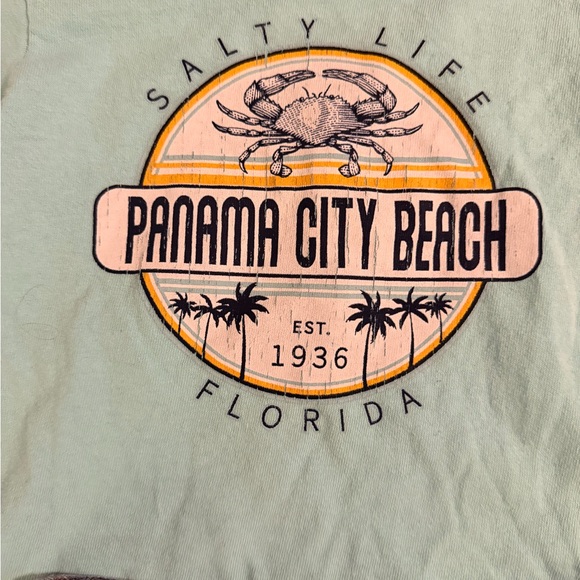 SALTY LIFE
PANAMA CITY BEACH
EST.
1936
FLORIDA